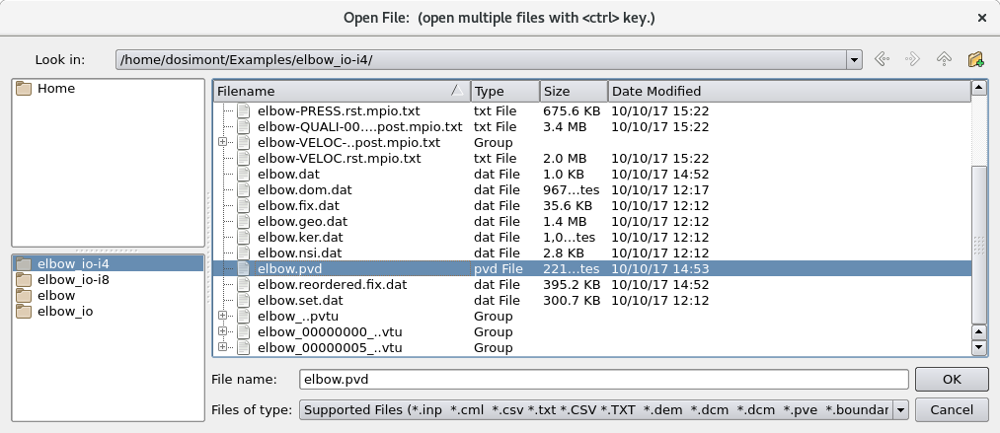 Open File:  (open multiple files with <ctrl> key.)
Look in: /home/dosimont/Examples/elbow_io-i4/
Home
elbow_io-i4
elbow_io-i8
elbow
elbow_io
Filename Type Size Date Modified
elbow-PRESS.rst.mpio.txt txt File 675.6 KB 10/10/17 15:22
elbow-QUALI-00....post.mpio.txt txt File 3.4 MB 10/10/17 15:22
elbow-VELOC-..post.mpio.txt Group
elbow-VELOC.rst.mpio.txt txt File 2.0 MB 10/10/17 15:22
elbow.dat dat File 1.0 KB 10/10/17 14:52
elbow.dom.dat dat File 967...tes 10/10/17 12:17
elbow.fix.dat dat File 35.6 KB 10/10/17 12:12
elbow.geo.dat dat File 1.4 MB 10/10/17 12:12
elbow.ker.dat dat File 1,0...tes 10/10/17 12:12
elbow.nsi.dat dat File 2.8 KB 10/10/17 12:12
elbow.pvd pvd File 221...tes 10/10/17 14:53
elbow.reordered.fix.dat dat File 395.2 KB 10/10/17 14:52
elbow.set.dat dat File 300.7 KB 10/10/17 12:12
elbow_..pvtu Group
elbow_00000000_..vtu Group
elbow_00000005_..vtu Group
File name: elbow.pvd OK
Files of type: Supported Files (*.inp  *.cml  *.csv *.txt *.CSV *.TXT  *.dem  *.dcm  *.dcm  *.pve  *.boundar Cancel